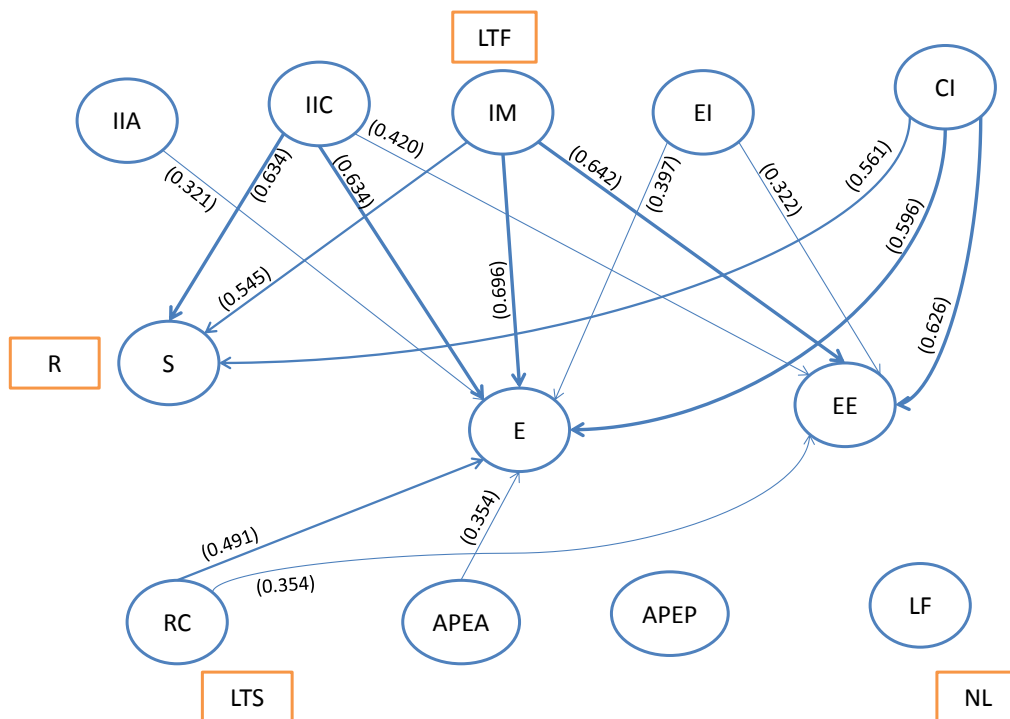 LTF
IIA
IIC
IM
EI
CI
(0.321)
(0.634)
(0.634)
(0.420)
(0.545)
(0.696)
(0.642)
(0.397)
(0.322)
(0.561)
(0.596)
(0.626)
R
S
E
EE
(0.491)
(0.354)
(0.354)
RC
APEA
APEP
LF
LTS
NL